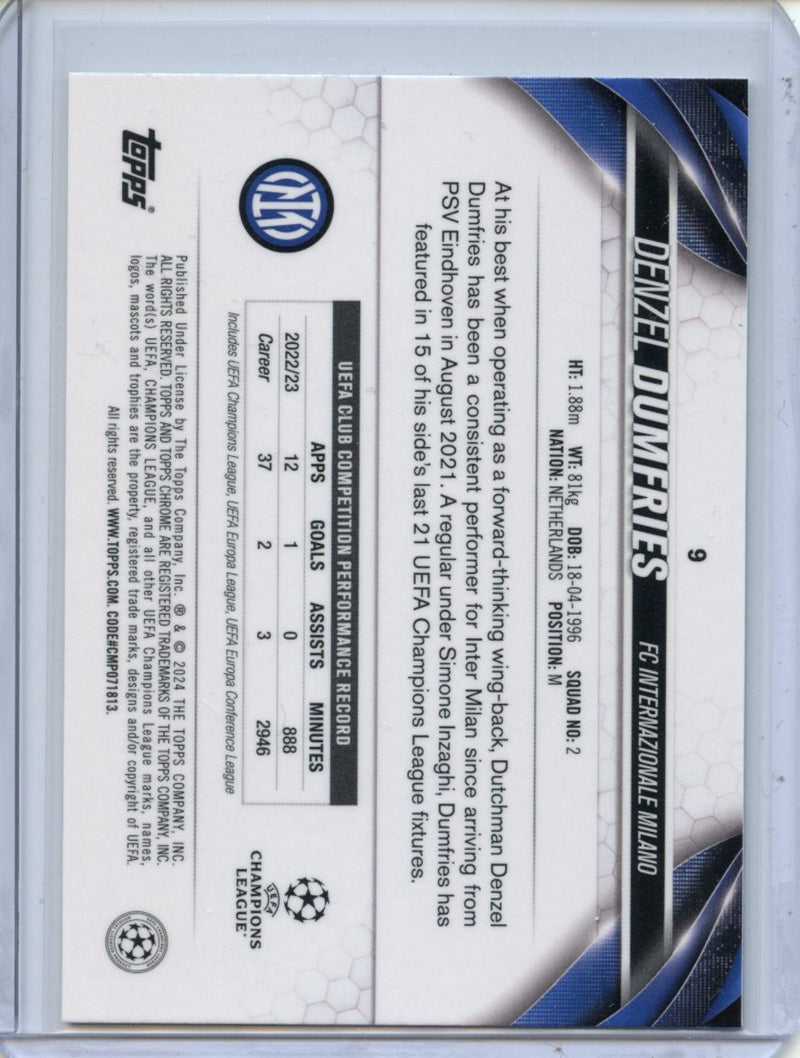 9
DENZEL DUMFRIES FC INTERNAZIONALE MILANO
HT: 1.88m WT: 81kg DOB: 18-04-1996 SQUAD NO: 2
NATION: NETHERLANDS POSITION: M
At his best when operating as a forward-thinking wing-back, Dutchman Denzel
Dumfries has been a consistent performer for Inter Milan since arriving from
PSV Eindhoven in August 2021. A regular under Simone Inzaghi, Dumfries has
featured in 15 of his side's last 21 UEFA Champions League fixtures.
UEFA CLUB COMPETITION PERFORMANCE RECORD
APPS GOALS ASSISTS MINUTES
2022/23 12 1 0 888
Career 37 2 3 2946
Includes UEFA Champions League, UEFA Europa League, UEFA Europa Conference League
UEFA
CHAMPIONS
LEAGUE®
topps®
Published Under License by The Topps Company, Inc. ® & © 2024 THE TOPPS COMPANY, INC.
ALL RIGHTS RESERVED. TOPPS AND TOPPS CHROME ARE REGISTERED TRADEMARKS OF THE TOPPS COMPANY, INC.
The word(s) UEFA, CHAMPIONS LEAGUE, and all other UEFA Champions League marks, names,
logos, mascots and trophies are the property, registered trade marks, designs and/or copyright of UEFA.
All rights reserved. WWW.TOPPS.COM. CODE#CMP071813.